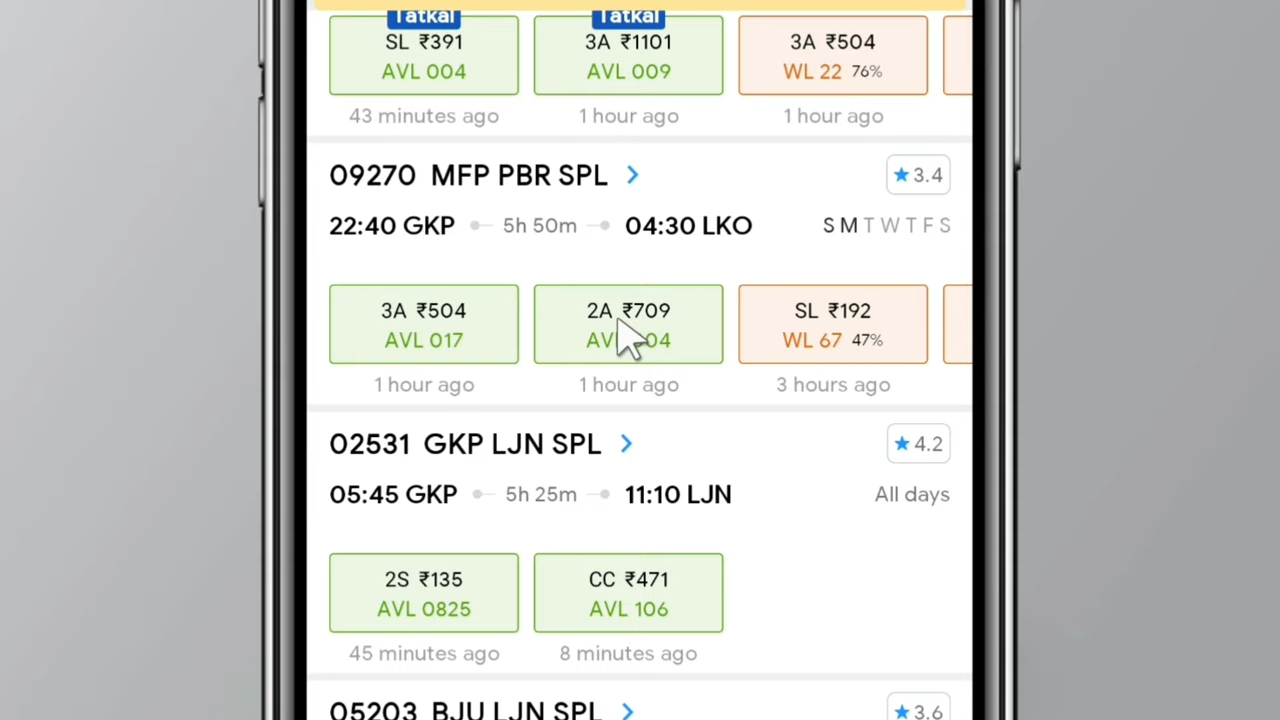 Tatkal Tatkal
SL ₹391 3A ₹1101 3A ₹504
AVL 004 AVL 009 WL 22 76%
43 minutes ago 1 hour ago 1 hour ago
09270 MFP PBR SPL ★ 3.4
22:40 GKP 5h 50m 04:30 LKO S M T W T F S
3A ₹504 2A ₹709 SL ₹192
AVL 017 WL 67 47%
1 hour ago 1 hour ago 3 hours ago
02531 GKP LJN SPL ★ 4.2
05:45 GKP 5h 25m 11:10 LJN All days
2S ₹135 CC ₹471
AVL 0825 AVL 106
45 minutes ago 8 minutes ago
05203 BJU LJN SPL ★ 3.6